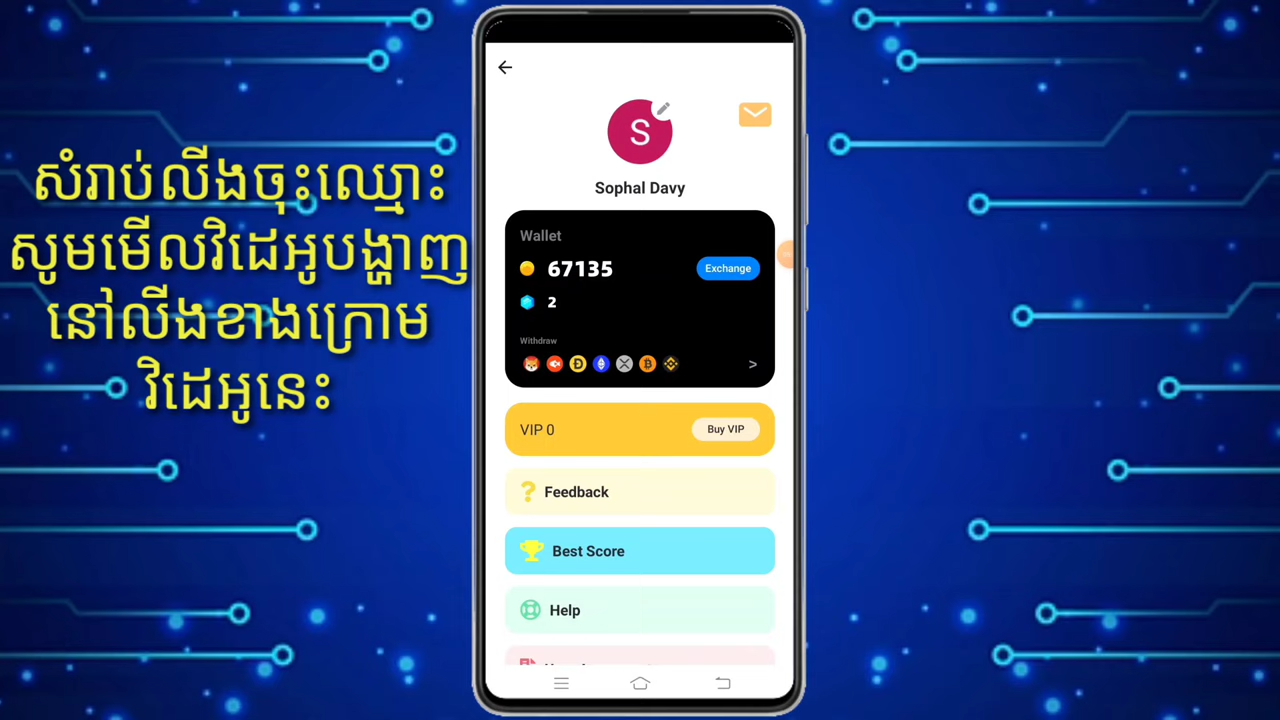 សំរាប់លីងចុះឈ្មោះ
សូមមើលវិដេអូបង្ហាញ
នៅលីងខាងក្រោម
វិដេអូនេះ
S
Sophal Davy
Wallet
67135
Exchange
2
Withdraw
>
VIP 0
Buy VIP
? Feedback
Best Score
Help